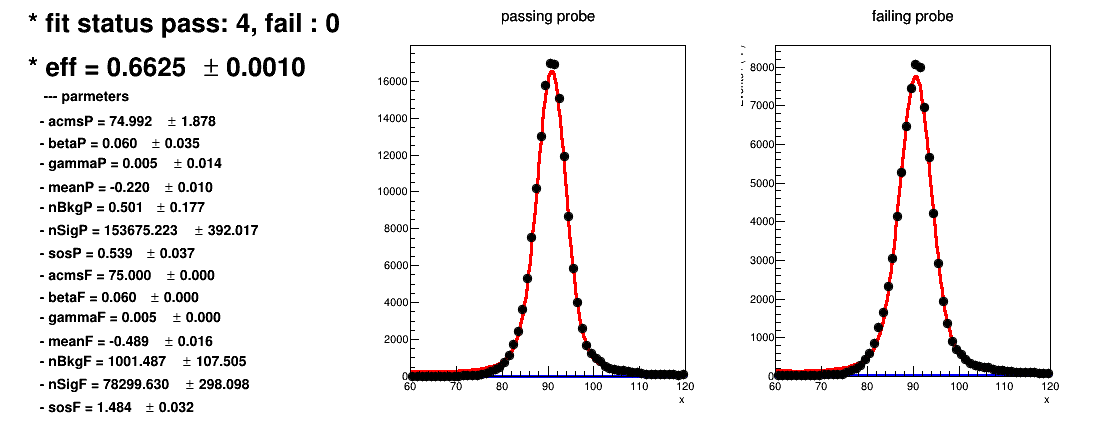 * fit status pass: 4, fail : 0
* eff = 0.6625 ± 0.0010
--- parmeters
- acmsP = 74.992 ± 1.878
- betaP = 0.060 ± 0.035
- gammaP = 0.005 ± 0.014
- meanP = -0.220 ± 0.010
- nBkgP = 0.501 ± 0.177
- nSigP = 153675.223 ± 392.017
- sosP = 0.539 ± 0.037
- acmsF = 75.000 ± 0.000
- betaF = 0.060 ± 0.000
- gammaF = 0.005 ± 0.000
- meanF = -0.489 ± 0.016
- nBkgF = 1001.487 ± 107.505
- nSigF = 78299.630 ± 298.098
- sosF = 1.484 ± 0.032
passing probe
16000
14000
12000
10000
8000
6000
4000
2000
0
60 70 80 90 100 110 120
x
failing probe
8000
7000
6000
5000
4000
3000
2000
1000
0
60 70 80 90 100 110 120
x